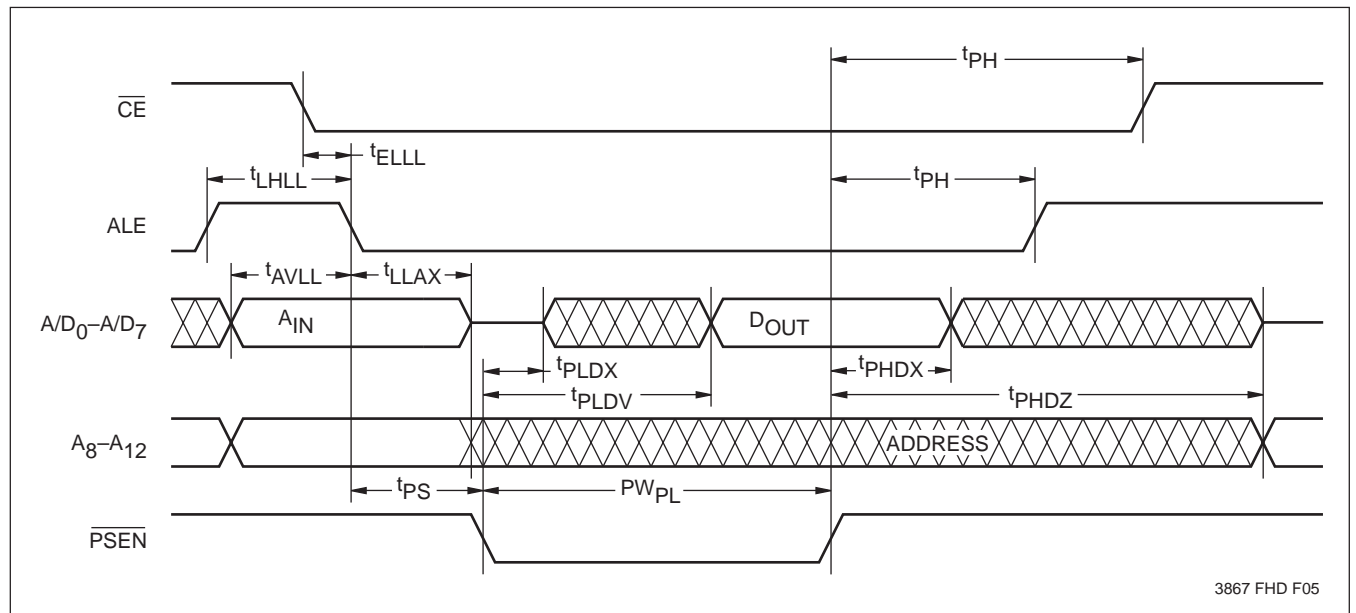 tPH
CE
tELLL
tLHLL
tPH
ALE
tAVLL
tLLAX
A/D0–A/D7
AIN
DOUT
tPLDX
tPHDX
tPLDV
tPHDZ
A8–A12
ADDRESS
tPS
PWPL
PSEN
3867 FHD F05